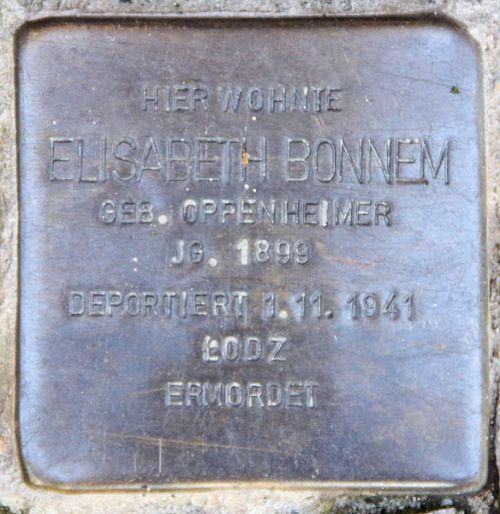 HIER WOHNTE
ELISABETH BONNEM
GEB. OPPENHEIMER
JG. 1899
DEPORTIERT 1.11. 1941
ŁODZ
ERMORDET